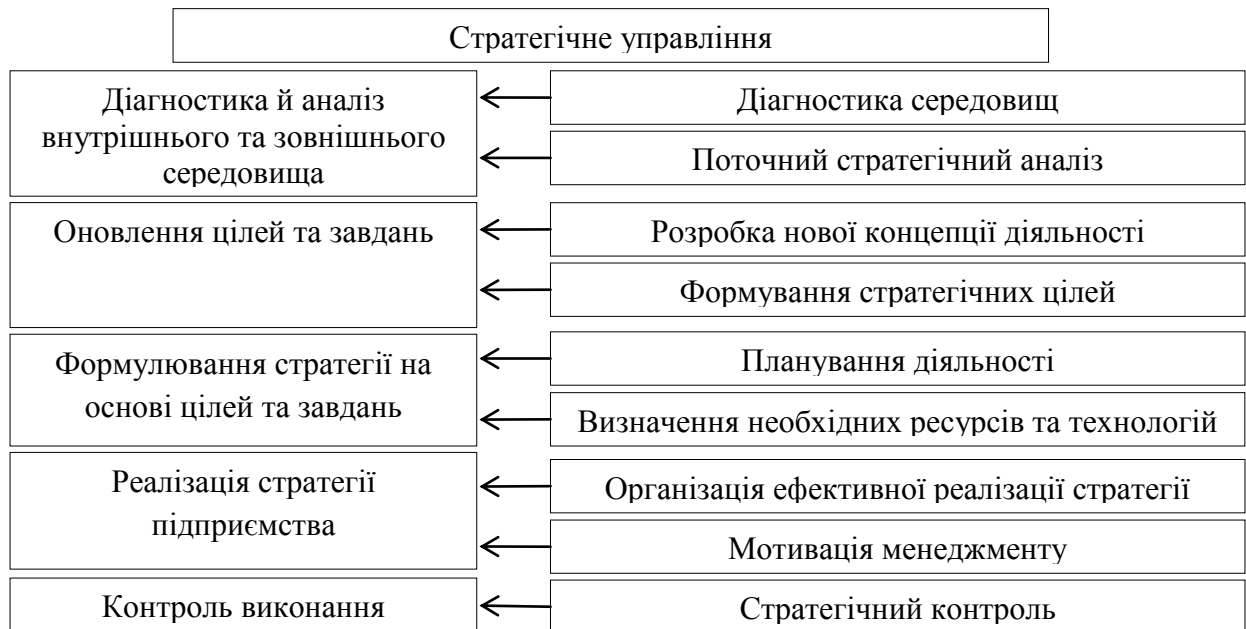 Стратегічне управління
Діагностика й аналіз
внутрішнього та зовнішнього
середовища
Діагностика середовищ
Поточний стратегічний аналіз
Оновлення цілей та завдань
Розробка нової концепції діяльності
Формування стратегічних цілей
Формулювання стратегії на
основі цілей та завдань
Планування діяльності
Визначення необхідних ресурсів та технологій
Реалізація стратегії
підприємства
Організація ефективної реалізації стратегії
Мотивація менеджменту
Контроль виконання
Стратегічний контроль